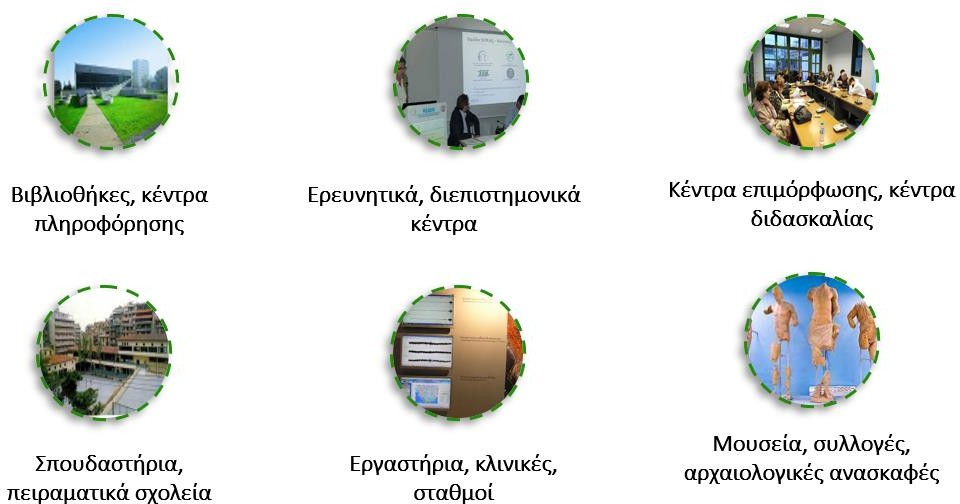 Βιβλιοθήκες, κέντρα
πληροφόρησης
Ερευνητικά, διεπιστημονικά
κέντρα
Κέντρα επιμόρφωσης, κέντρα
διδασκαλίας
Σπουδαστήρια,
πειραματικά σχολεία
Εργαστήρια, κλινικές,
σταθμοί
Μουσεία, συλλογές,
αρχαιολογικές ανασκαφές